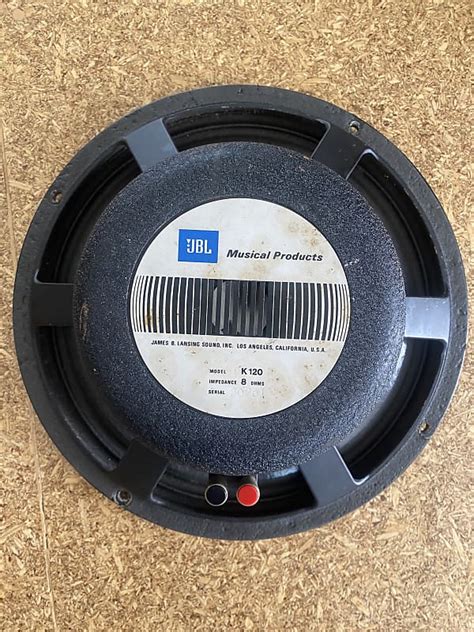 JBL
Musical Products
JAMES B. LANSING SOUND, INC. LOS ANGELES, CALIFORNIA, U.S.A.
MODEL K120
IMPEDANCE 8 OHMS
SERIAL